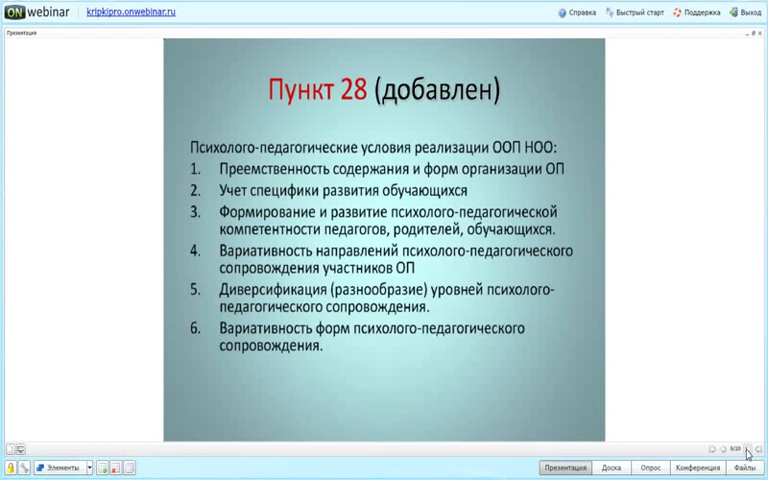 ON webinar
kripkipro.onwebinar.ru
Справка
Быстрый старт
Поддержка
Выход
Презентация
Пункт 28 (добавлен)
Психолого-педагогические условия реализации ООП НОО:
1. Преемственность содержания и форм организации ОП
2. Учет специфики развития обучающихся
3. Формирование и развитие психолого-педагогической
компетентности педагогов, родителей, обучающихся.
4. Вариативность направлений психолого-педагогического
сопровождения участников ОП
5. Диверсификация (разнообразие) уровней психолого-
педагогического сопровождения.
6. Вариативность форм психолого-педагогического
сопровождения.
Элементы
Презентация
Доска
Опрос
Конференция
Файлы